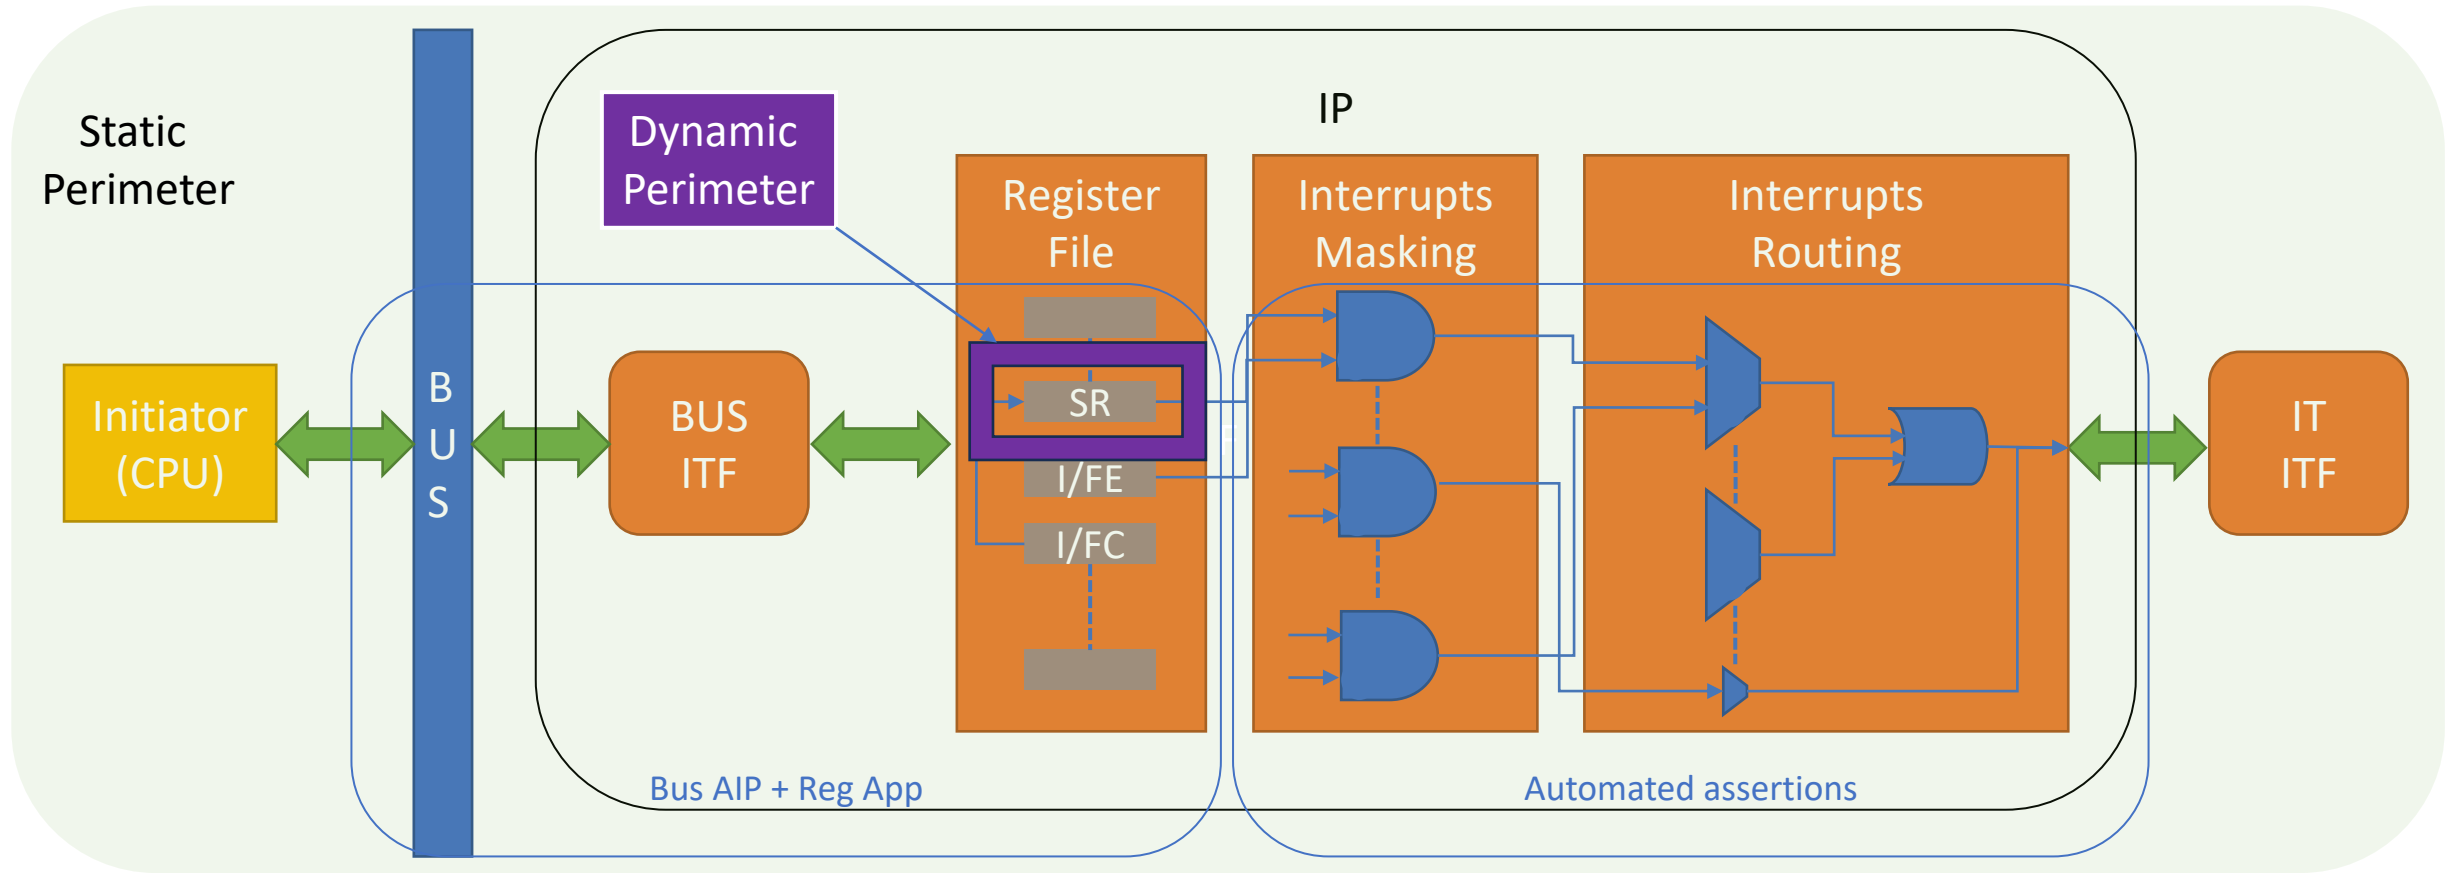 Static
Perimeter
Dynamic
Perimeter
IP
Register
File
Interrupts
Masking
Interrupts
Routing
Initiator
(CPU)
B
U
S
BUS
ITF
SR
I/FE
I/FC
F
IT
ITF
Bus AIP + Reg App
Automated assertions